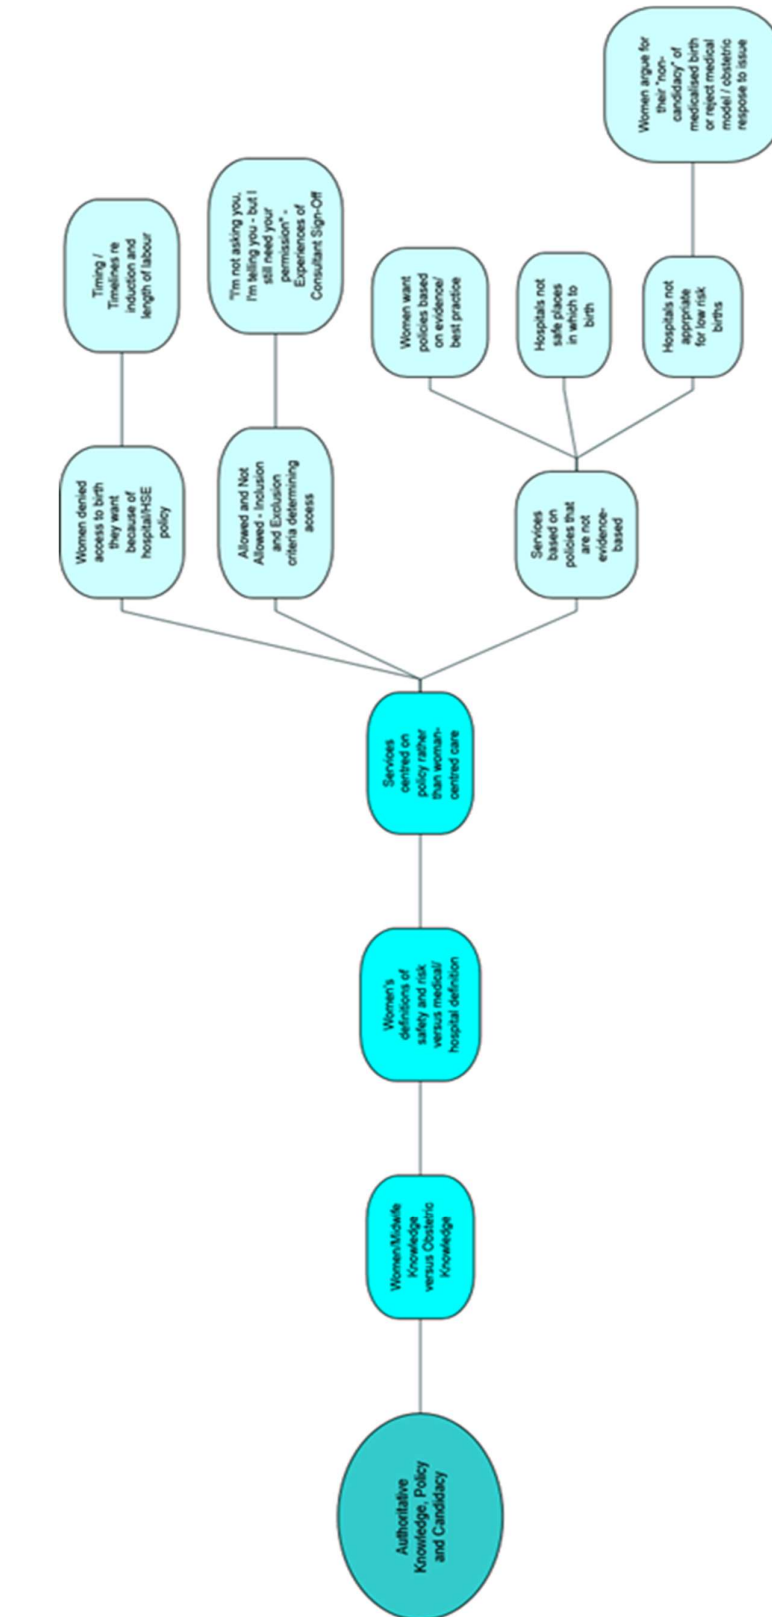 Authoritative
Knowledge, Policy
and Candidacy
Women/Midwife
Knowledge
versus Obstetric
Knowledge
Women's
definitions of
safety and risk
versus medical/
hospital definition
Services
centred on
policy rather
than woman-
centred care
Women denied
access to birth
they want
because of
hospital/HSE
policy
Timing /
Timelines re
induction and
length of labour
Allowed and Not
Allowed - Inclusion
and Exclusion
criteria determining
access
"I'm not asking you,
I'm telling you - but I
still need your
permission" -
Experiences of
Consultant Sign-Off
Services
based on
policies that
are not
evidence-
based
Women want
policies based
on evidence/
best practice
Hospitals not
safe places
in which to
birth
Hospitals not
apprpriate
for low risk
births
Women argue for
their "non-
candidacy" of
medicalised birth
or reject medical
model / obstetric
respose to issue